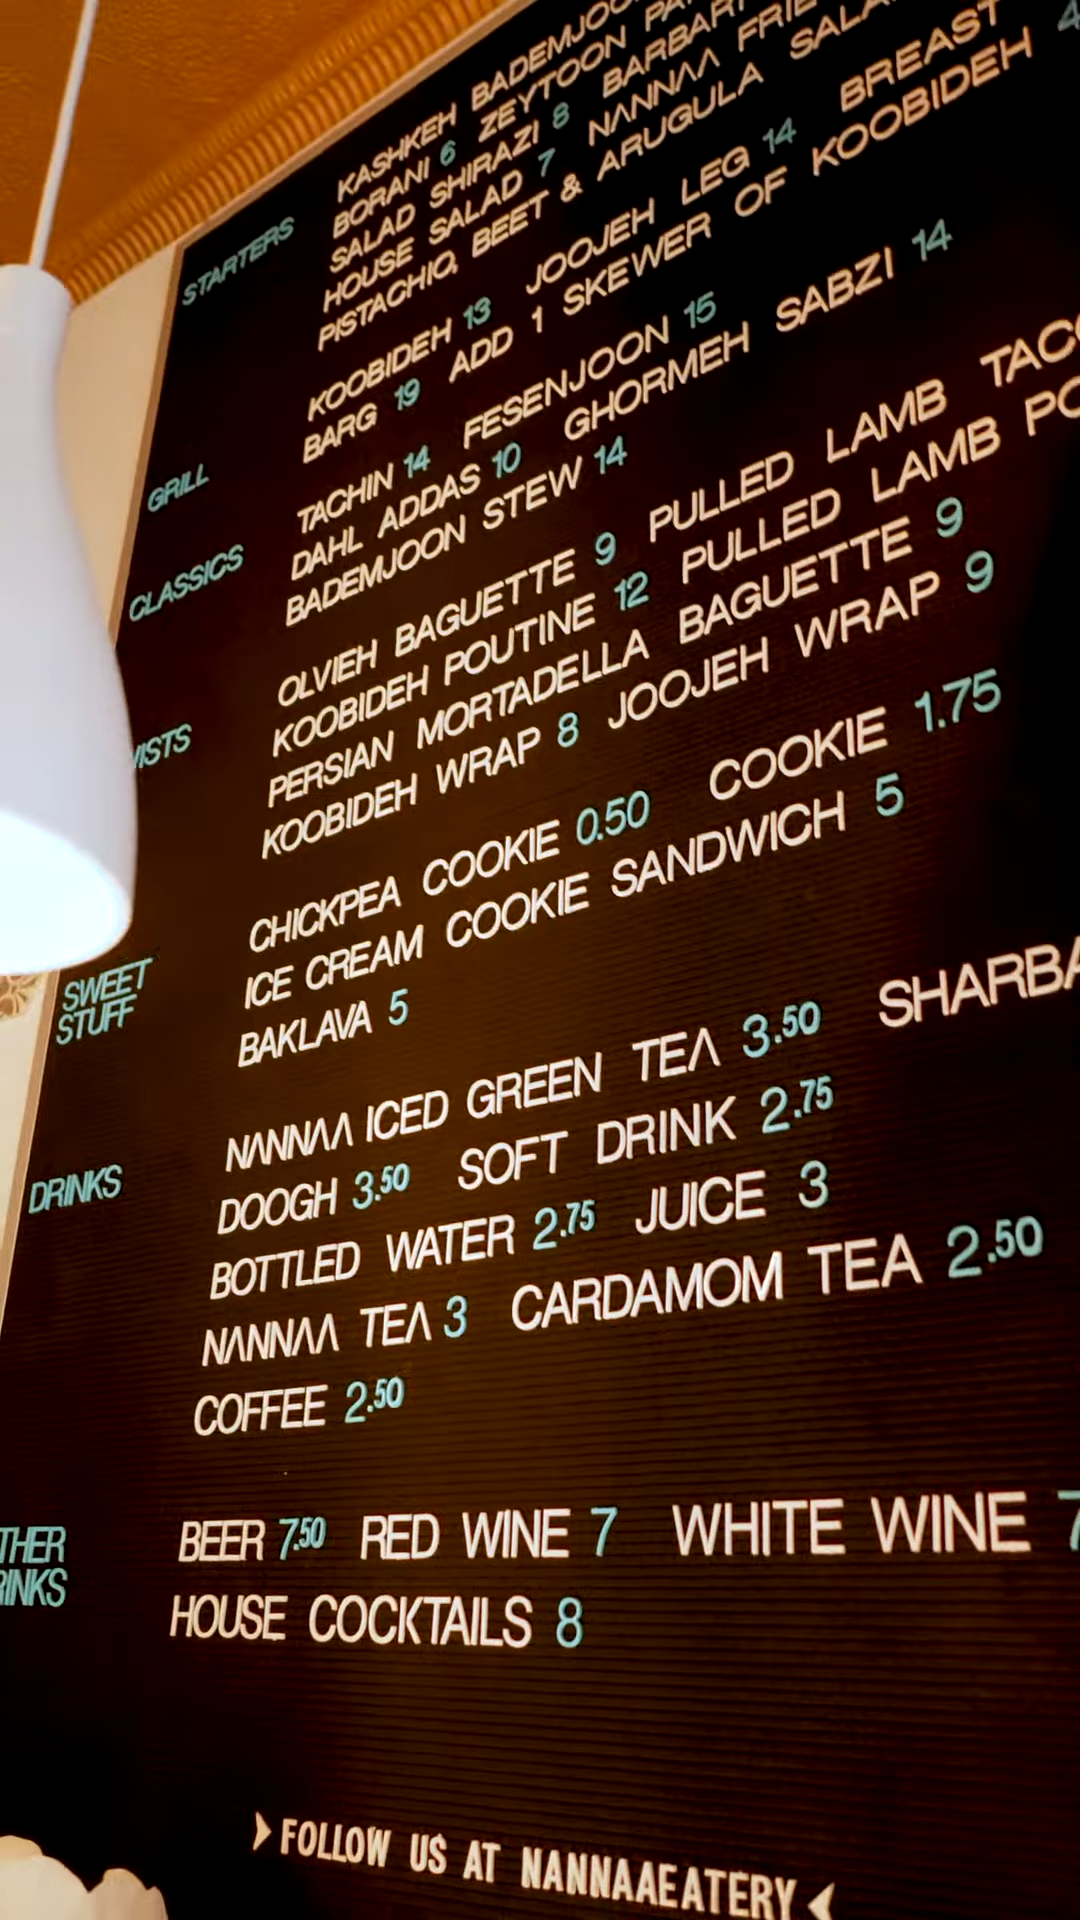 STARTERS
KASHKEH
BORANI 6 ZEYTOON
SALAD SHIRAZI 8
HOUSE SALAD 7 NANNAA
PISTACHIO, BEET & ARUGULA
GRILL
KOOBIDEH 13 JOOJEH LEG 14 BREAST
BARG 19 ADD 1 SKEWER OF KOOBIDEH 4
CLASSICS
TACHIN 14 FESENJOON 15
DAHL ADDAS 10 GHORMEH SABZI 14
BADEMJOON STEW 14
OLVIEH BAGUETTE 9 PULLED LAMB
KOOBIDEH POUTINE 12 PULLED LAMB
PERSIAN MORTADELLA BAGUETTE 9
KOOBIDEH WRAP 8 JOOJEH WRAP 9
SWEET
STUFF
CHICKPEA COOKIE 0.50 COOKIE 1.75
ICE CREAM COOKIE SANDWICH 5
BAKLAVA 5
DRINKS
NANNAA ICED GREEN TEA 3.50
DOOGH 3.50 SOFT DRINK 2.75
BOTTLED WATER 2.75 JUICE 3
NANNAA TEA 3 CARDAMOM TEA 2.50
COFFEE 2.50
BEER 7.50 RED WINE 7 WHITE WINE 7
HOUSE COCKTAILS 8
FOLLOW US AT NANNAAEATERY